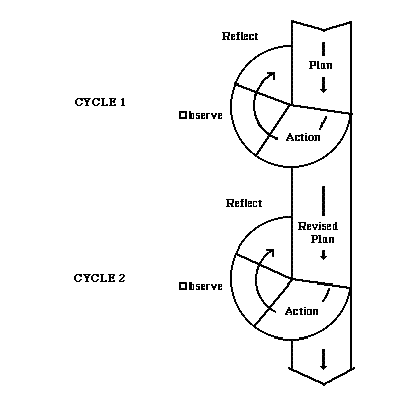 Reflect
Plan
CYCLE 1
Observe
Action
Reflect
Revised
Plan
CYCLE 2
Observe
Action